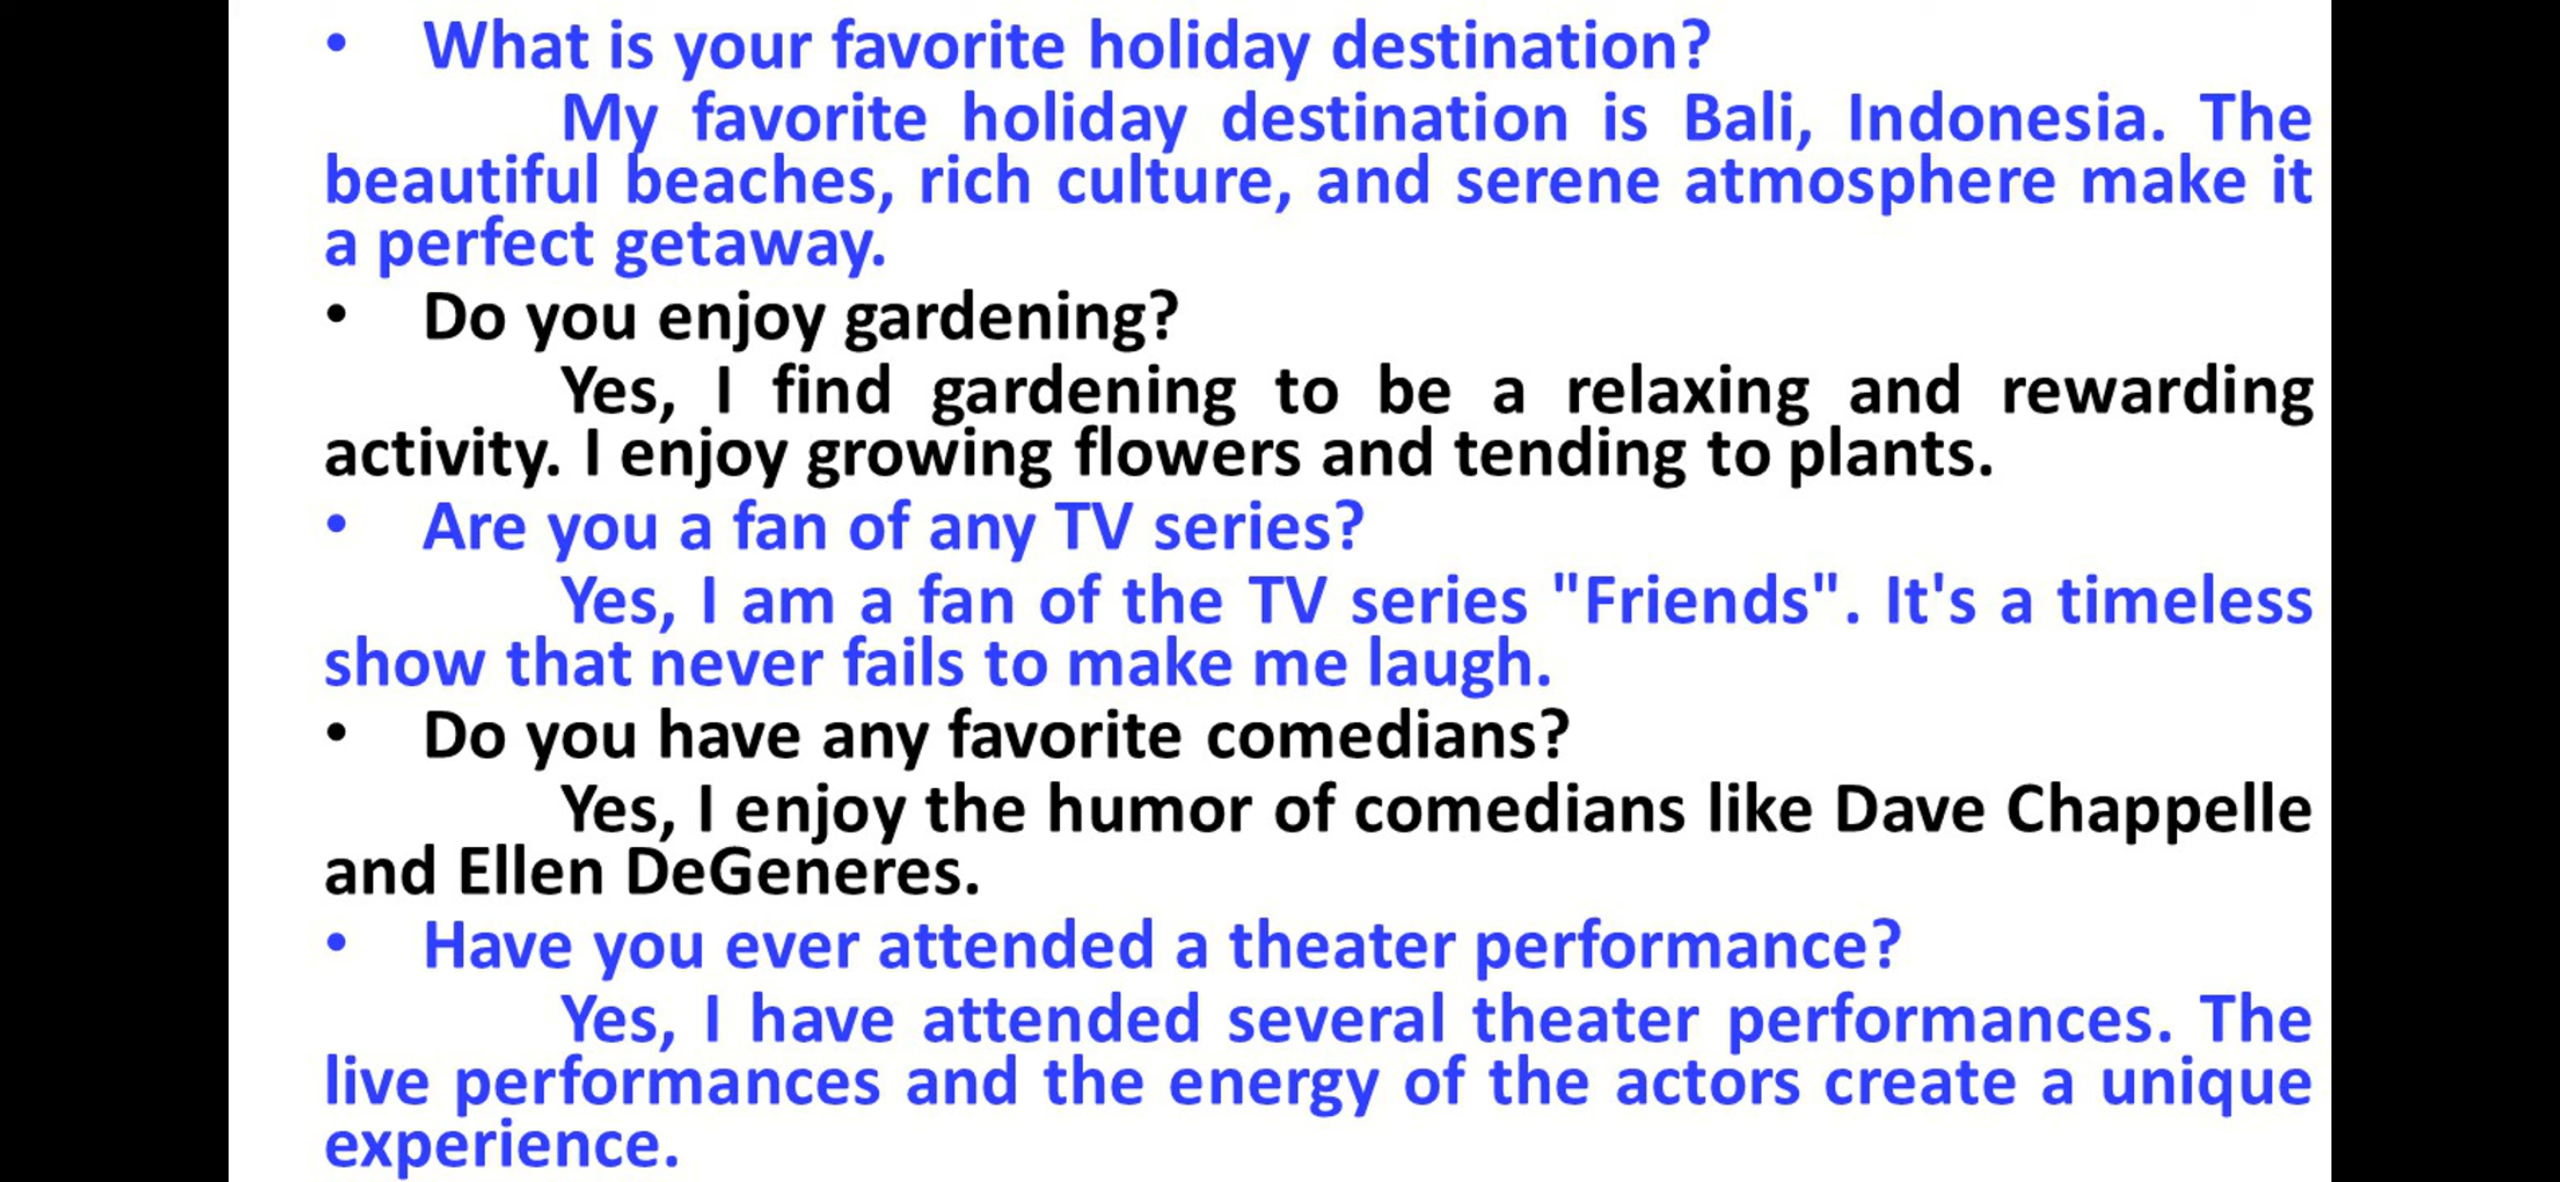 • What is your favorite holiday destination?
My favorite holiday destination is Bali, Indonesia. The
beautiful beaches, rich culture, and serene atmosphere make it
a perfect getaway.
• Do you enjoy gardening?
Yes, I find gardening to be a relaxing and rewarding
activity. I enjoy growing flowers and tending to plants.
• Are you a fan of any TV series?
Yes, I am a fan of the TV series "Friends". It's a timeless
show that never fails to make me laugh.
• Do you have any favorite comedians?
Yes, I enjoy the humor of comedians like Dave Chappelle
and Ellen DeGeneres.
• Have you ever attended a theater performance?
Yes, I have attended several theater performances. The
live performances and the energy of the actors create a unique
experience.